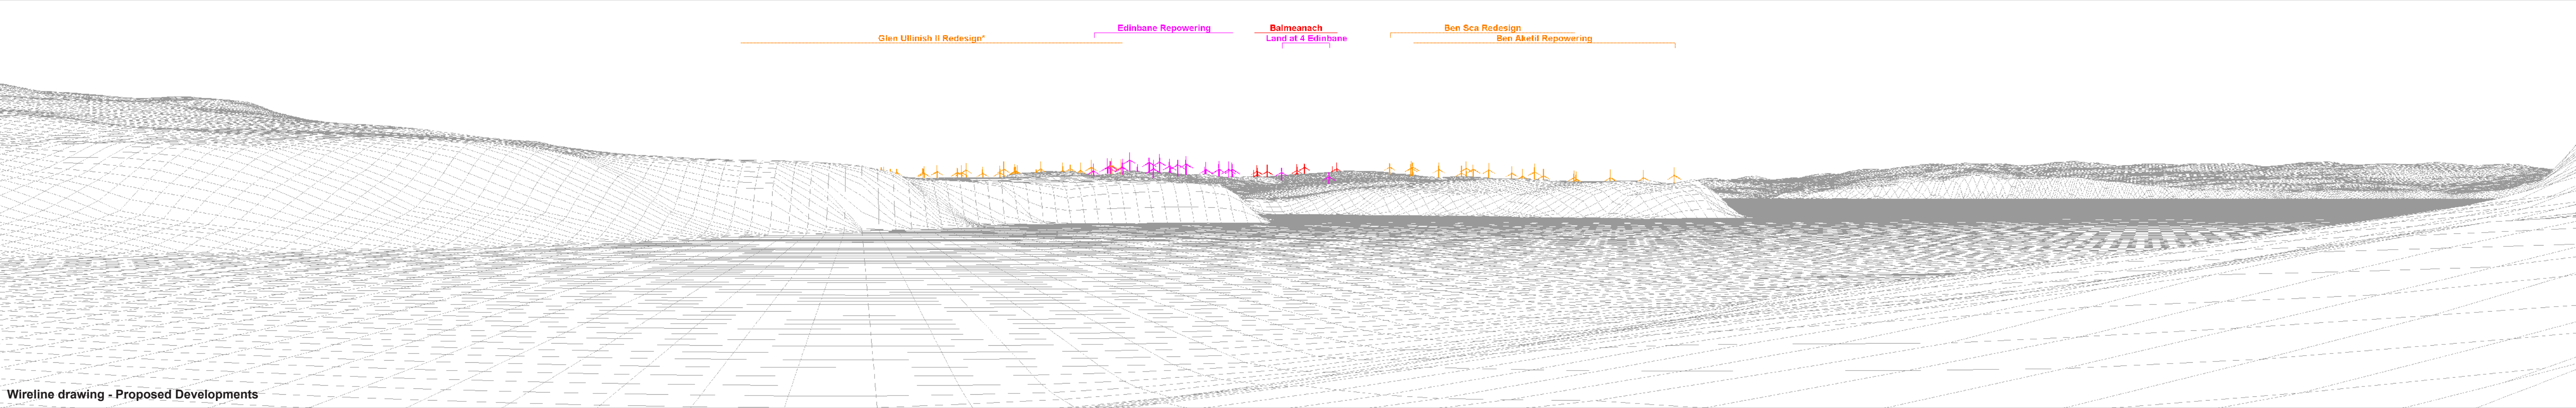 Edinbane Repowering
Balmeanach
Ben Sca Redesign
Glen Ullinish II Redesign*
Land at 4 Edinbane
Ben Aketil Repowering
Wireline drawing - Proposed Developments